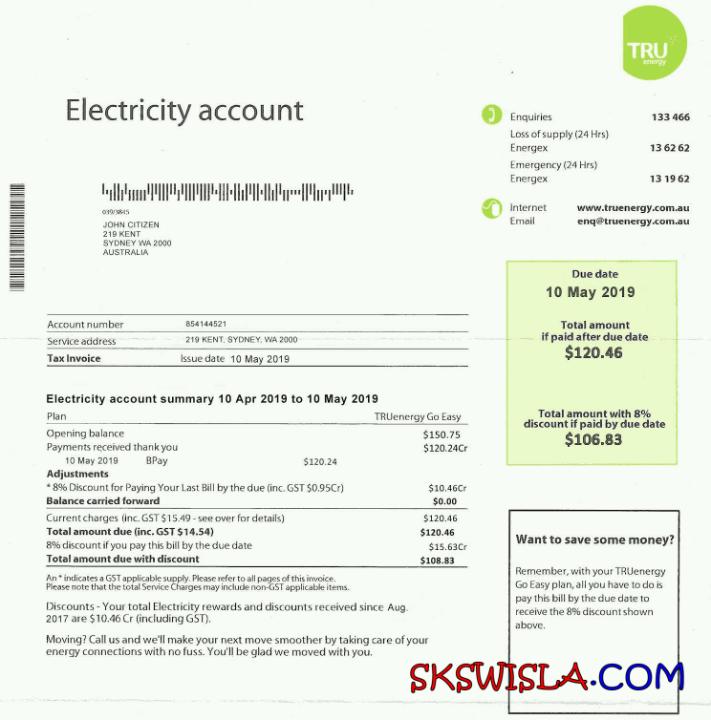 TRU
energy
Electricity account
Enquiries 133 466
Loss of supply (24 Hrs)
Energex 13 62 62
Emergency (24 Hrs)
Energex 13 19 62
Internet www.truenergy.com.au
Email enq@truenergy.com.au
039/3845
JOHN CITIZEN
219 KENT
SYDNEY WA 2000
AUSTRALIA
Due date
10 May 2019
Total amount
if paid after due date
$120.46
Total amount with 8%
discount if paid by due date
$106.83
Account number 854144521
Service address 219 KENT, SYDNEY, WA 2000
Tax Invoice Issue date 10 May 2019
Electricity account summary 10 Apr 2019 to 10 May 2019
Plan TRUenergy Go Easy
Opening balance $150.75
Payments received thank you $120.24Cr
10 May 2019 BPay $120.24
Adjustments
* 8% Discount for Paying Your Last Bill by the due (inc. GST $0.95Cr) $10.46Cr
Balance carried forward $0.00
Current charges (inc. GST $15.49 - see over for details) $120.46
Total amount due (inc. GST $14.54) $120.46
8% discount if you pay this bill by the due date $15.63Cr
Total amount due with discount $108.83
An * indicates a GST applicable supply. Please refer to all pages of this invoice.
Please note that the total Service Charges may include non-GST applicable items.
Discounts - Your total Electricity rewards and discounts received since Aug.
2017 are $10.46 Cr (including GST).
Moving? Call us and we'll make your next move smoother by taking care of your
energy connections with no fuss. You'll be glad we moved with you.
Want to save some money?
Remember, with your TRUenergy
Go Easy plan, all you have to do is
pay this bill by the due date to
receive the 8% discount shown
above.
SKSWISLA.COM